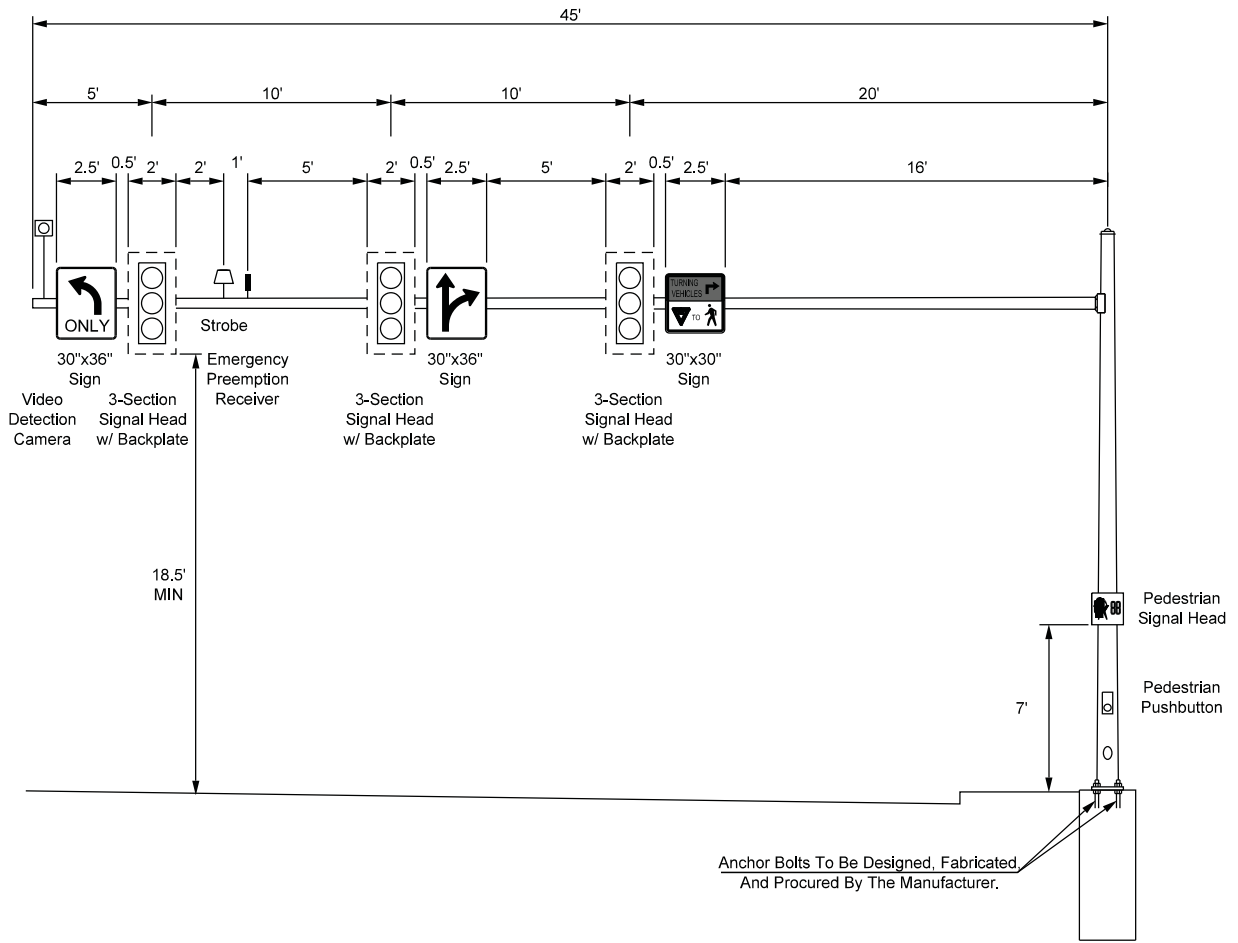 45'
5'
10'
10'
20'
2.5'
0.5'
2'
2'
1'
5'
2'
0.5'
2.5'
5'
2'
0.5'
2.5'
16'
ONLY
TURNING
VEHICLES
TO
Strobe
30"x36"
Sign
Emergency
Preemption
Receiver
30"x36"
Sign
30"x30"
Sign
Video
Detection
Camera
3-Section
Signal Head
w/ Backplate
3-Section
Signal Head
w/ Backplate
3-Section
Signal Head
w/ Backplate
18.5'
MIN
Pedestrian
Signal Head
7'
Pedestrian
Pushbutton
Anchor Bolts To Be Designed, Fabricated,
And Procured By The Manufacturer.